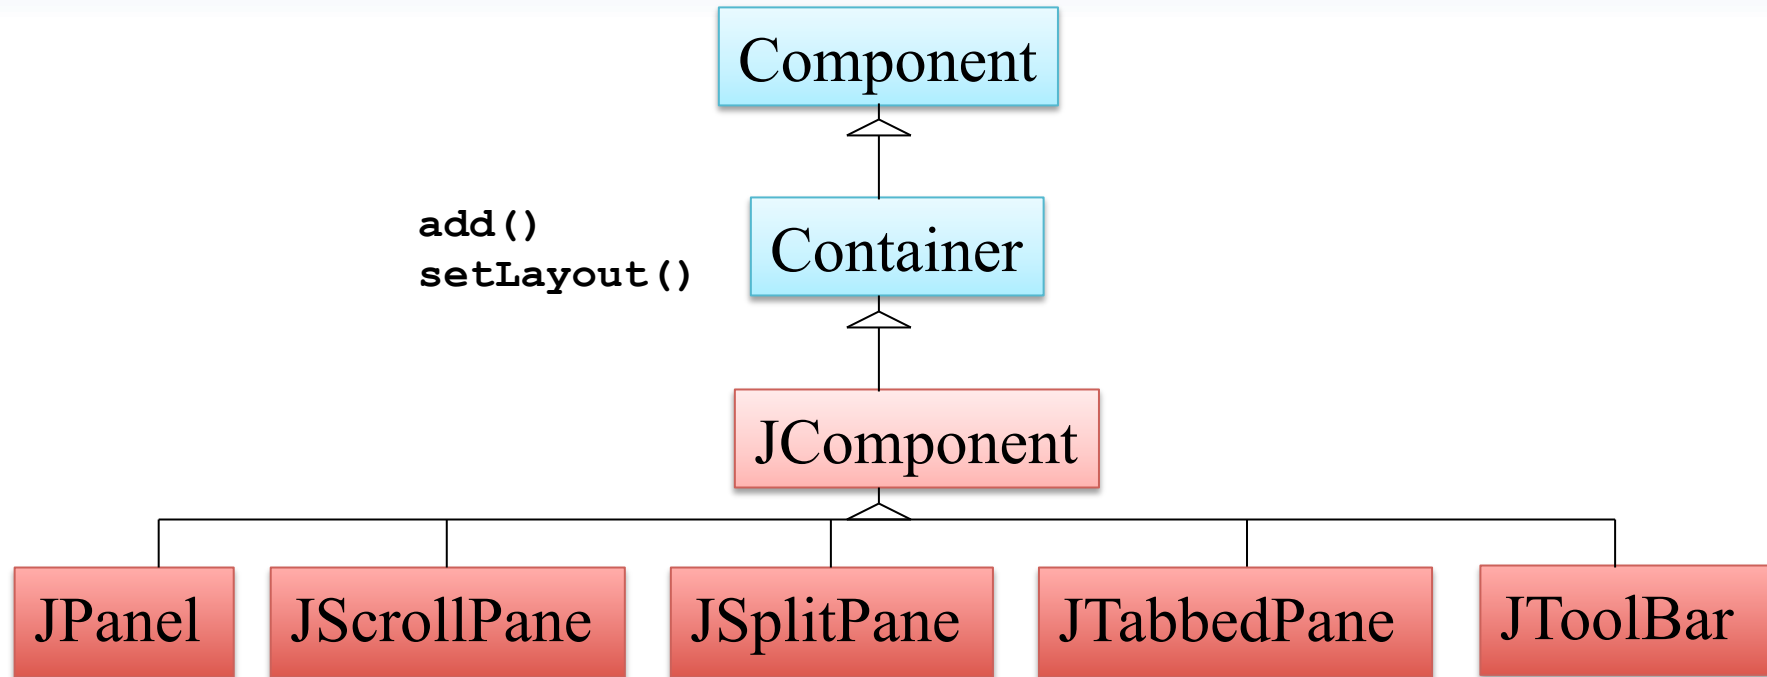 Component
add()
setLayout()
Container
JComponent
JPanel
JScrollPane
JSplitPane
JTabbedPane
JToolBar